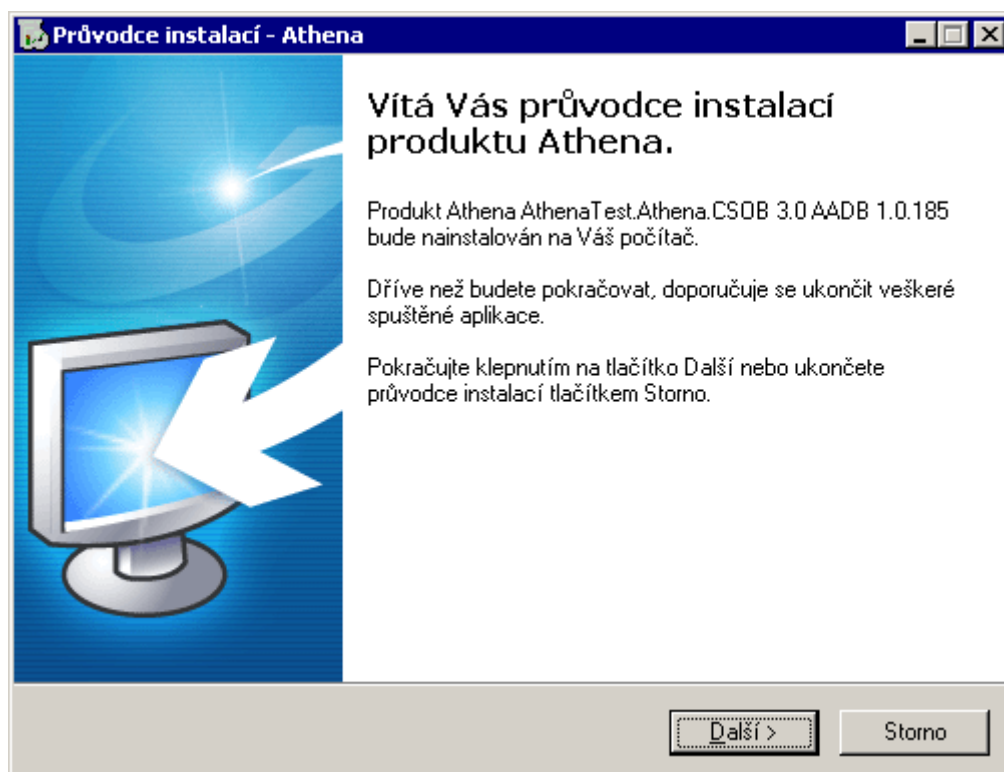 Průvodce instalací - Athena
Vítá Vás průvodce instalací
produktu Athena.
Produkt Athena AthenaTest.Athena.CSOB 3.0 AADB 1.0.185
bude nainstalován na Váš počítač.
Dříve než budete pokračovat, doporučuje se ukončit veškeré
spuštěné aplikace.
Pokračujte klepnutím na tlačítko Další nebo ukončete
průvodce instalací tlačítkem Storno.
Další >
Storno